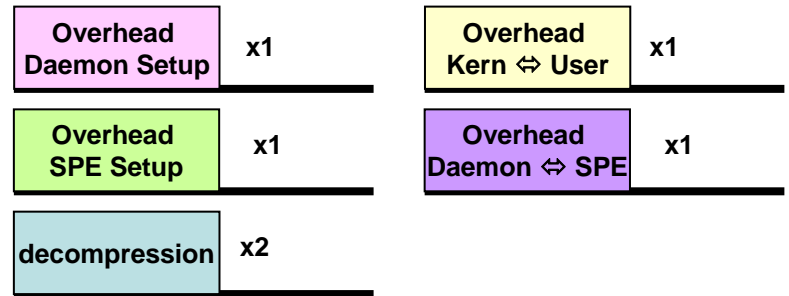 Overhead
Daemon Setup
x1
Overhead
Kern ⇔ User
x1
Overhead
SPE Setup
x1
Overhead
Daemon ⇔ SPE
x1
decompression
x2